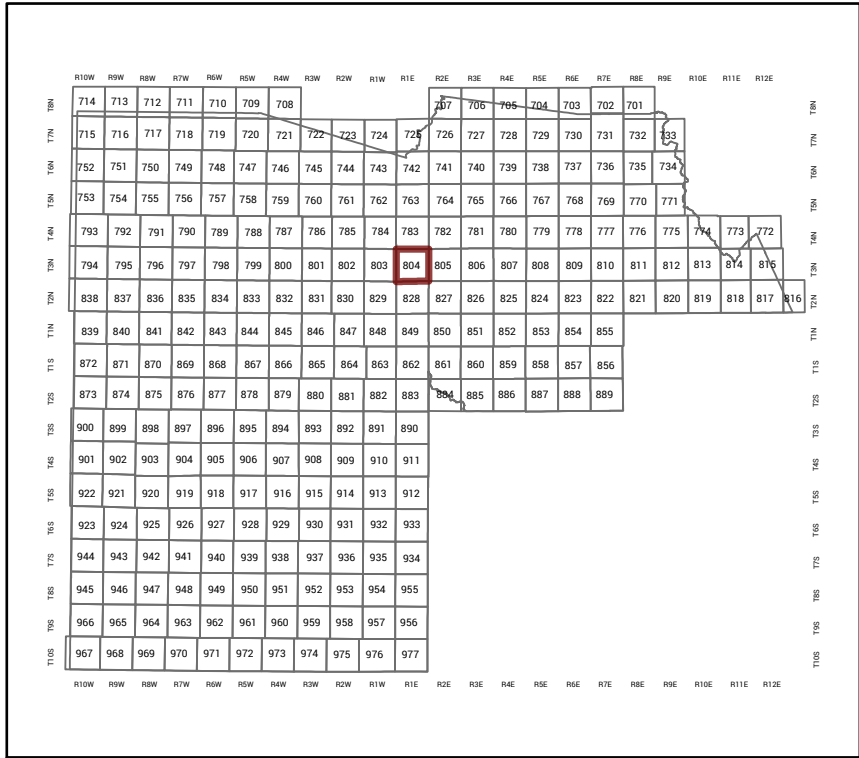 R10W R9W R8W R7W R6W R5W R4W R3W R2W R1W R1E R2E R3E R4E R5E R6E R7E R8E R9E R10E R11E R12E
T8N 714 713 712 711 710 709 708 707 706 705 704 703 702 701 T8N
T7N 715 716 717 718 719 720 721 722 723 724 725 726 727 728 729 730 731 732 733 T7N
T6N 752 751 750 749 748 747 746 745 744 743 742 741 740 739 738 737 736 735 734 T6N
T5N 753 754 755 756 757 758 759 760 761 762 763 764 765 766 767 768 769 770 771 T5N
T4N 793 792 791 790 789 788 787 786 785 784 783 782 781 780 779 778 777 776 775 774 773 772 T4N
T3N 794 795 796 797 798 799 800 801 802 803 804 805 806 807 808 809 810 811 812 813 814 815 T3N
T2N 838 837 836 835 834 833 832 831 830 829 828 827 826 825 824 823 822 821 820 819 818 817 816 T2N
T1N 839 840 841 842 843 844 845 846 847 848 849 850 851 852 853 854 855 T1N
T1S 872 871 870 869 868 867 866 865 864 863 862 861 860 859 858 857 856 T1S
T2S 873 874 875 876 877 878 879 880 881 882 883 884 885 886 887 888 889 T2S
T3S 900 899 898 897 896 895 894 893 892 891 890 T3S
T4S 901 902 903 904 905 906 907 908 909 910 911 T4S
T5S 922 921 920 919 918 917 916 915 914 913 912 T5S
T6S 923 924 925 926 927 928 929 930 931 932 933 T6S
T7S 944 943 942 941 940 939 938 937 936 935 934 T7S
T8S 945 946 947 948 949 950 951 952 953 954 955 T8S
T9S 966 965 964 963 962 961 960 959 958 957 956 T9S
T10S 967 968 969 970 971 972 973 974 975 976 977 T10S
R10W R9W R8W R7W R6W R5W R4W R3W R2W R1W R1E R2E R3E R4E R5E R6E R7E R8E R9E R10E R11E R12E